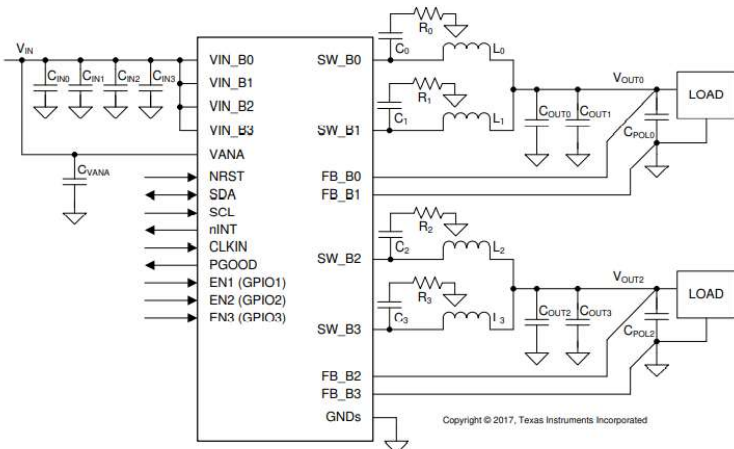 VIN
CIN0 CIN1 CIN2 CIN3
CVANA
VIN_B0
VIN_B1
VIN_B2
VIN_B3
VANA
NRST
SDA
SCL
nINT
CLKIN
PGOOD
EN1 (GPIO1)
EN2 (GPIO2)
EN3 (GPIO3)
SW_B0
SW_B1
FB_B0
FB_B1
SW_B2
SW_B3
FB_B2
FB_B3
GNDs
R0
C0 L0
R1
C1 L1
VOUT0
COUT0 COUT1
CPOL0
LOAD
R2
C2 L2
R3
C3 L3
VOUT2
COUT2 COUT3
CPOL2
LOAD
Copyright © 2017, Texas Instruments Incorporated